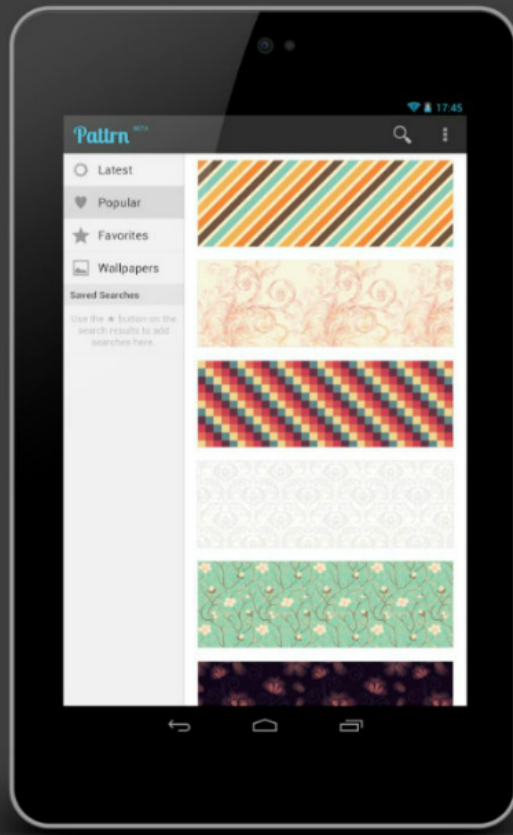 17:45
Pattrn BETA
Latest
Popular
Favorites
Wallpapers
Saved Searches
Use the ★ button on the
search results to add
searches here.